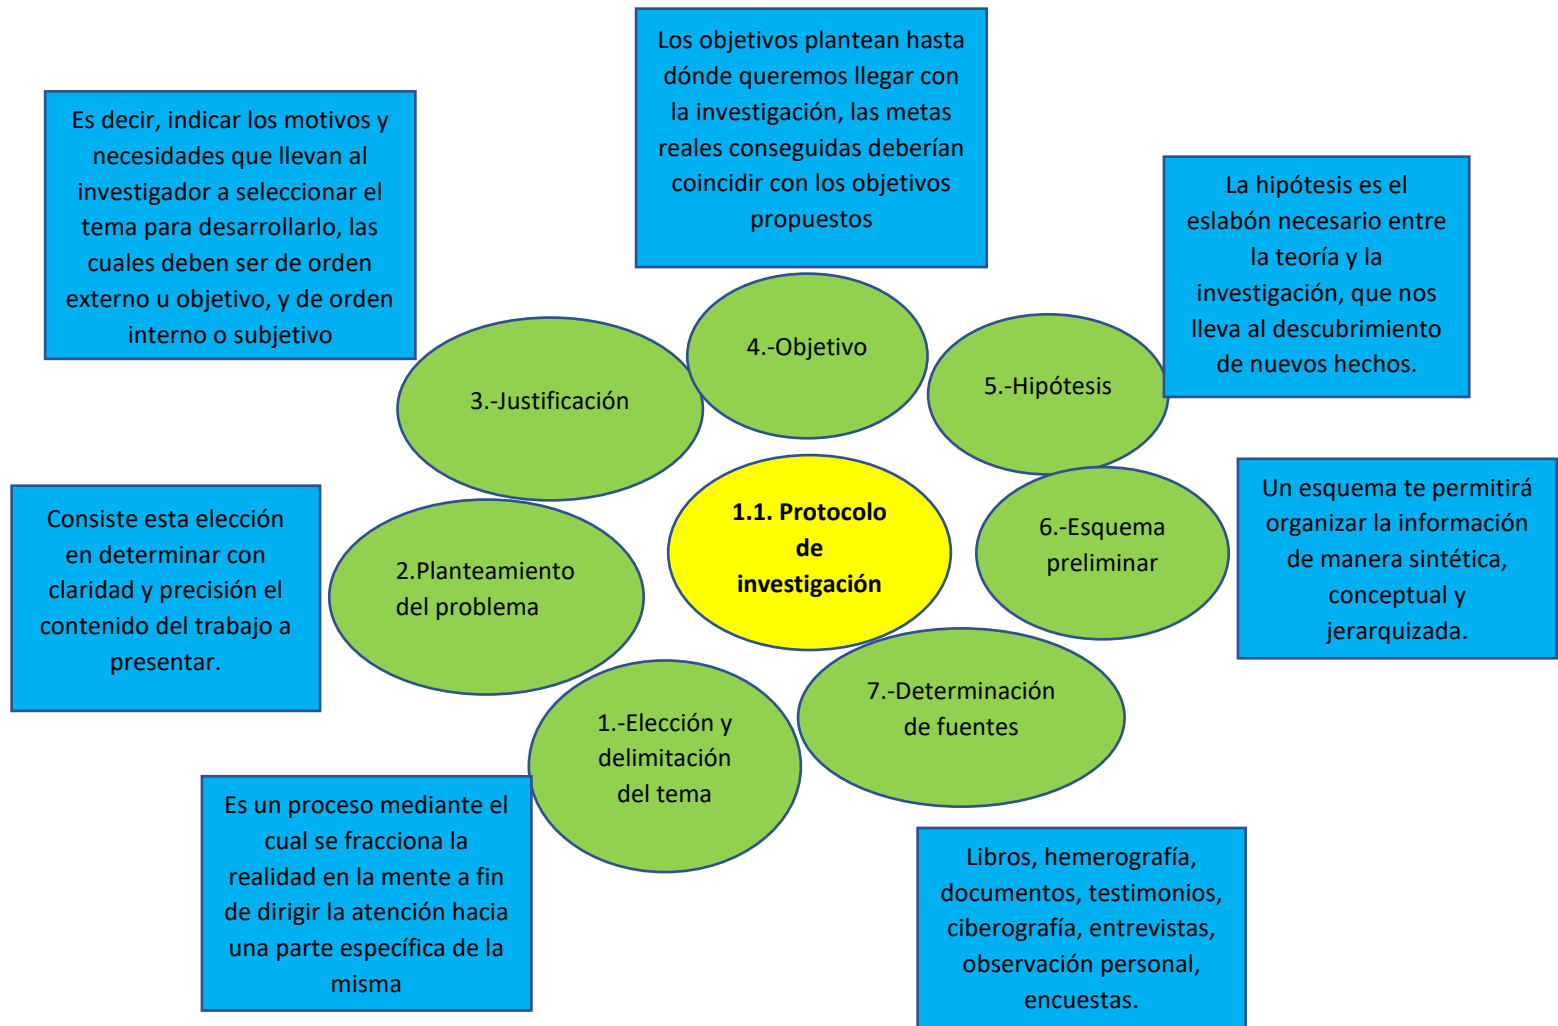 Los objetivos plantean hasta
dónde queremos llegar con
la investigación, las metas
reales conseguidas deberían
coincidir con los objetivos
propuestos
Es decir, indicar los motivos y
necesidades que llevan al
investigador a seleccionar el
tema para desarrollarlo, las
cuales deben ser de orden
externo u objetivo, y de orden
interno o subjetivo
La hipótesis es el
eslabón necesario entre
la teoría y la
investigación, que nos
lleva al descubrimiento
de nuevos hechos.
4.-Objetivo
3.-Justificación
5.-Hipótesis
Consiste esta elección
en determinar con
claridad y precisión el
contenido del trabajo a
presentar.
2.Planteamiento
del problema
1.1. Protocolo
de
investigación
6.-Esquema
preliminar
Un esquema te permitirá
organizar la información
de manera sintética,
conceptual y
jerarquizada.
1.-Elección y
delimitación
del tema
7.-Determinación
de fuentes
Es un proceso mediante el
cual se fracciona la
realidad en la mente a fin
de dirigir la atención hacia
una parte específica de la
misma
Libros, hemerografía,
documentos, testimonios,
ciberografía, entrevistas,
observación personal,
encuestas.